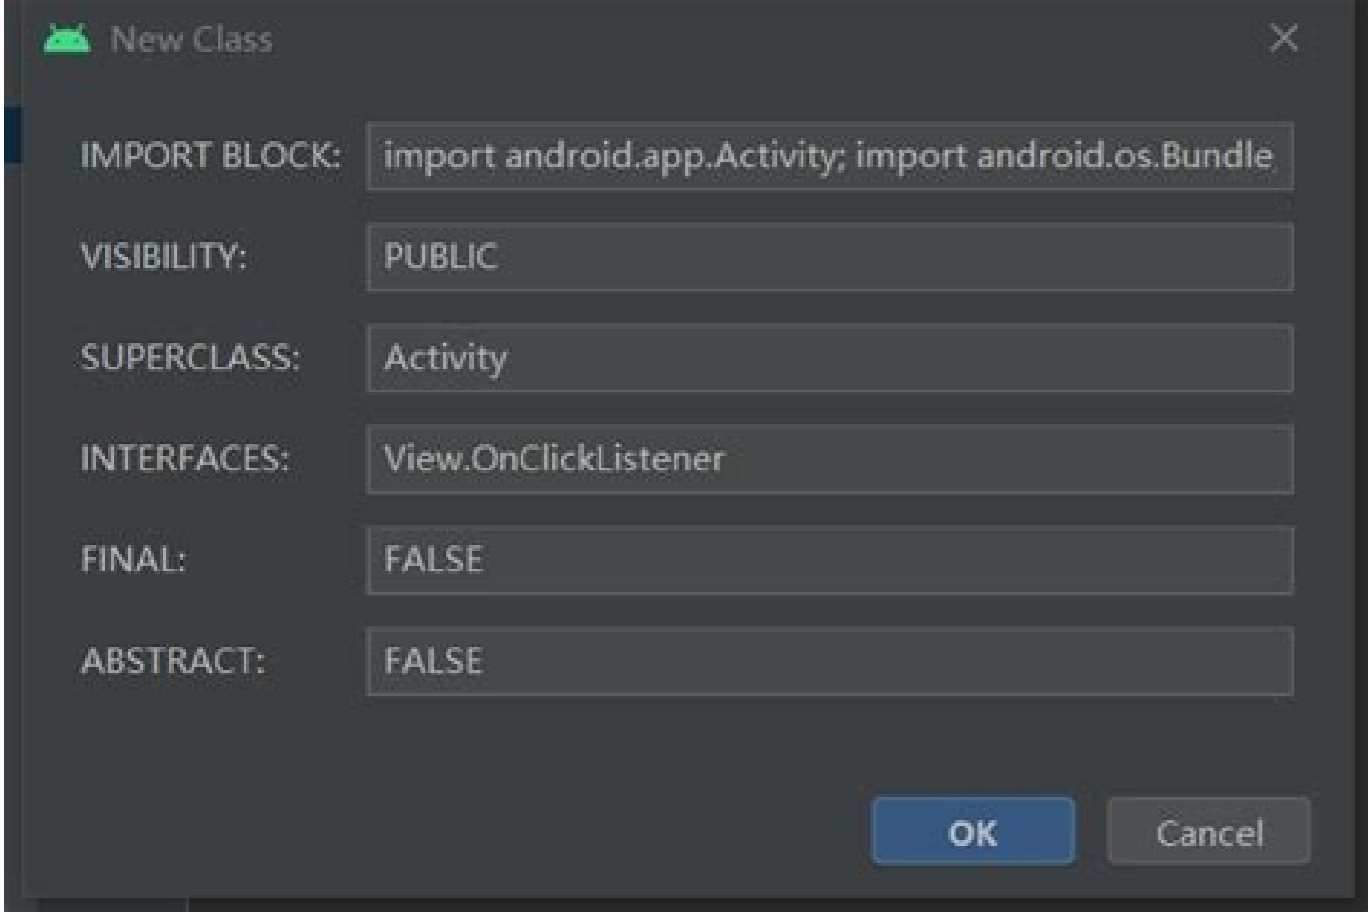 New Class
IMPORT BLOCK: import android.app.Activity; import android.os.Bundle
VISIBILITY: PUBLIC
SUPERCLASS: Activity
INTERFACES: View.OnClickListener
FINAL: FALSE
ABSTRACT: FALSE
OK Cancel